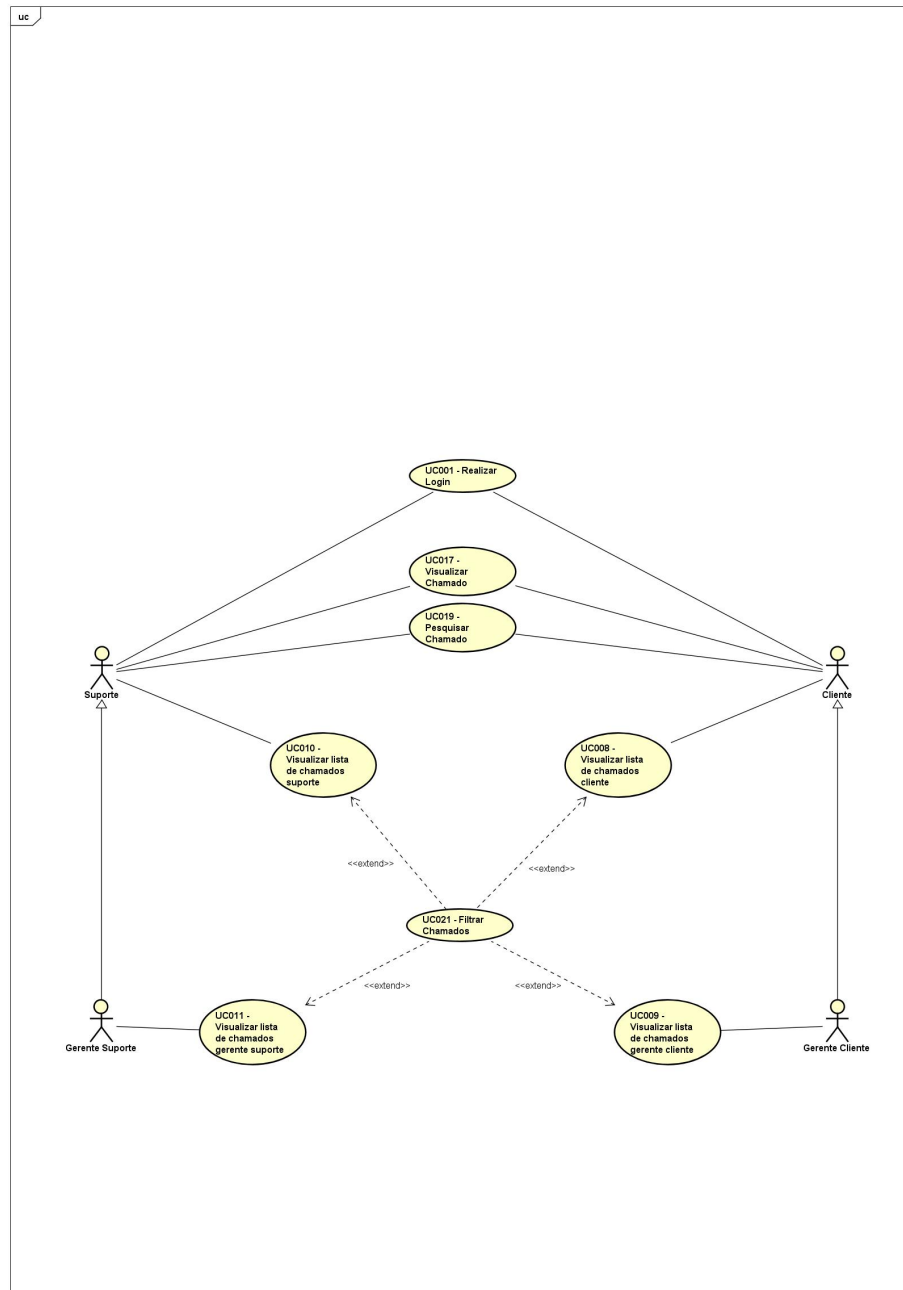 uc
UC001 - Realizar
Login
UC017 -
Visualizar
Chamado
UC019 -
Pesquisar
Chamado
Suporte
Cliente
UC010 -
Visualizar lista
de chamados
suporte
UC008 -
Visualizar lista
de chamados
cliente
<<extend>>
<<extend>>
UC021 - Filtrar
Chamados
<<extend>>
<<extend>>
UC011 -
Visualizar lista
de chamados
gerente suporte
UC009 -
Visualizar lista
de chamados
gerente cliente
Gerente Suporte
Gerente Cliente